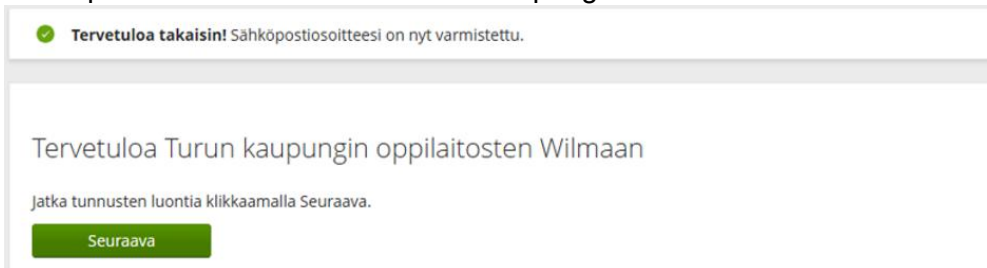 Tervetuloa takaisin! Sähköpostiosoitteesi on nyt varmistettu.
Tervetuloa Turun kaupungin oppilaitosten Wilmaan
Jatka tunnusten luontia klikkaamalla Seuraava.
Seuraava